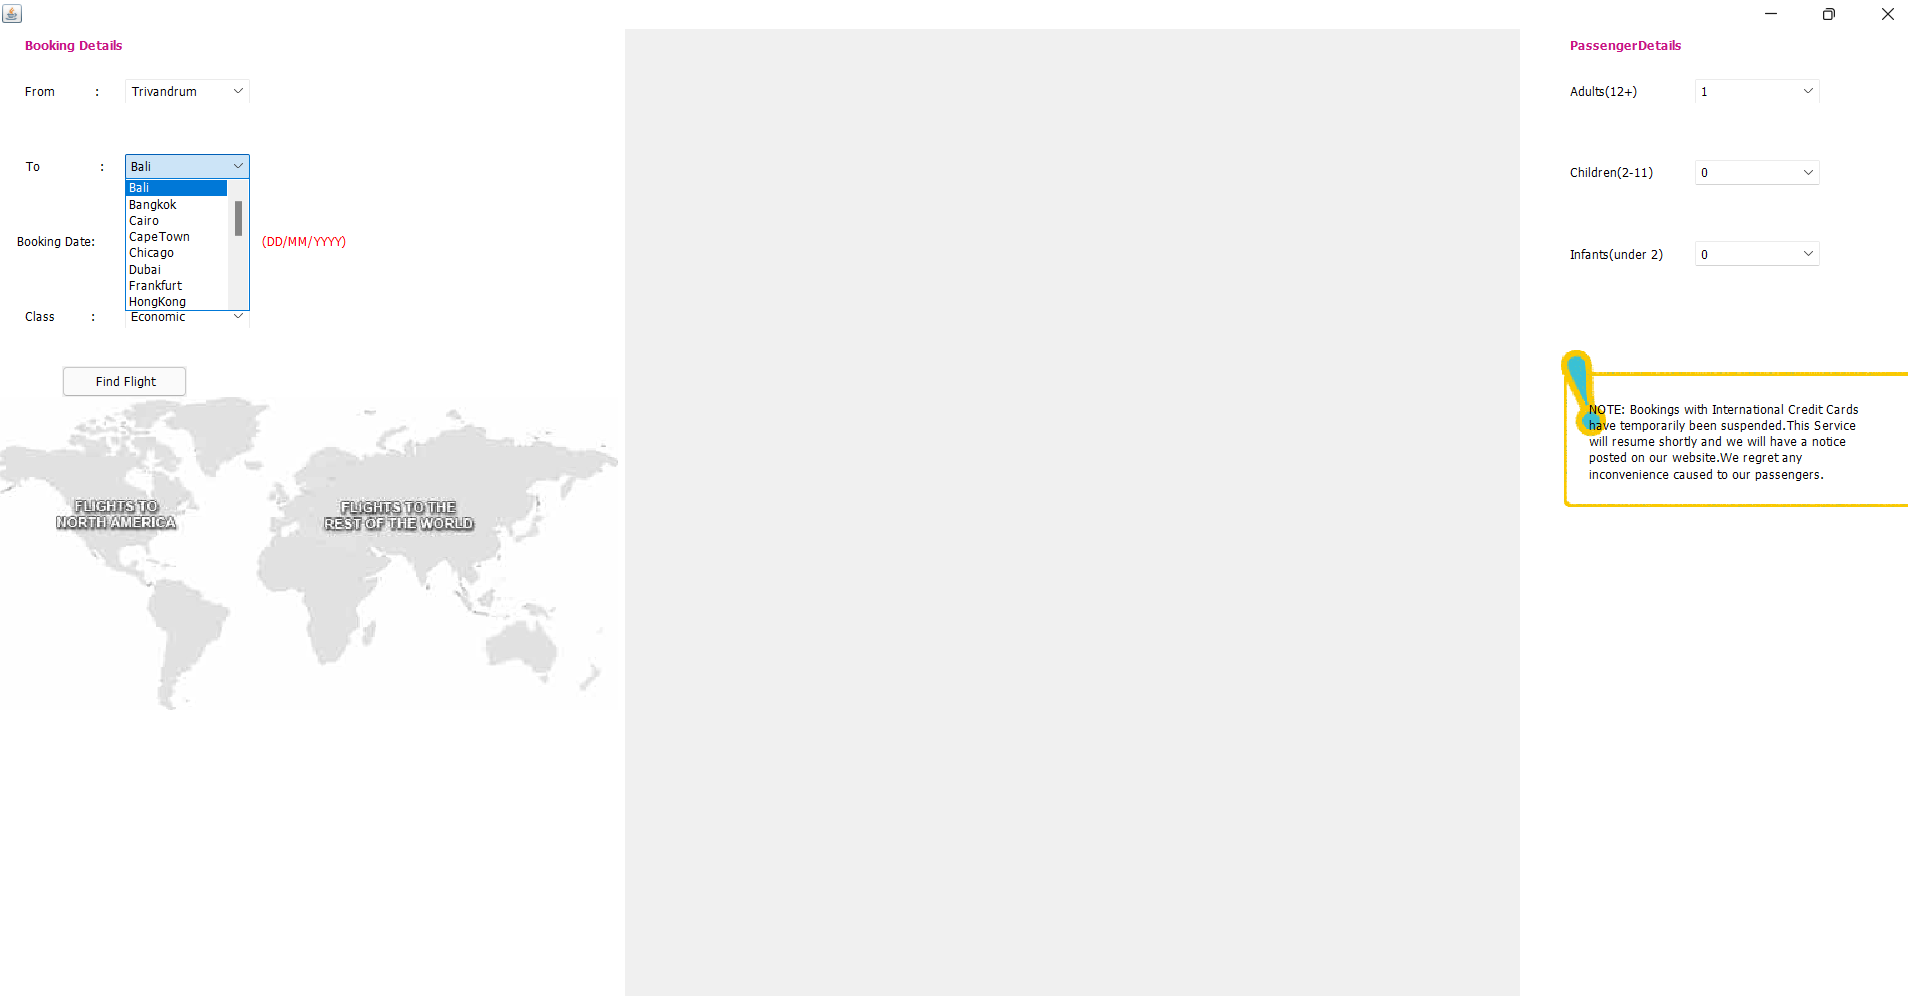 Booking Details
From :
Trivandrum
To :
Bali
Bali
Bangkok
Cairo
CapeTown
Chicago
Dubai
Frankfurt
HongKong
Booking Date:
(DD/MM/YYYY)
Class :
Economic
Find Flight
FLIGHTS TO
NORTH AMERICA
FLIGHTS TO THE
REST OF THE WORLD
PassengerDetails
Adults(12+)
1
Children(2-11)
0
Infants(under 2)
0
NOTE: Bookings with International Credit Cards
have temporarily been suspended.This Service
will resume shortly and we will have a notice
posted on our website.We regret any
inconvenience caused to our passengers.